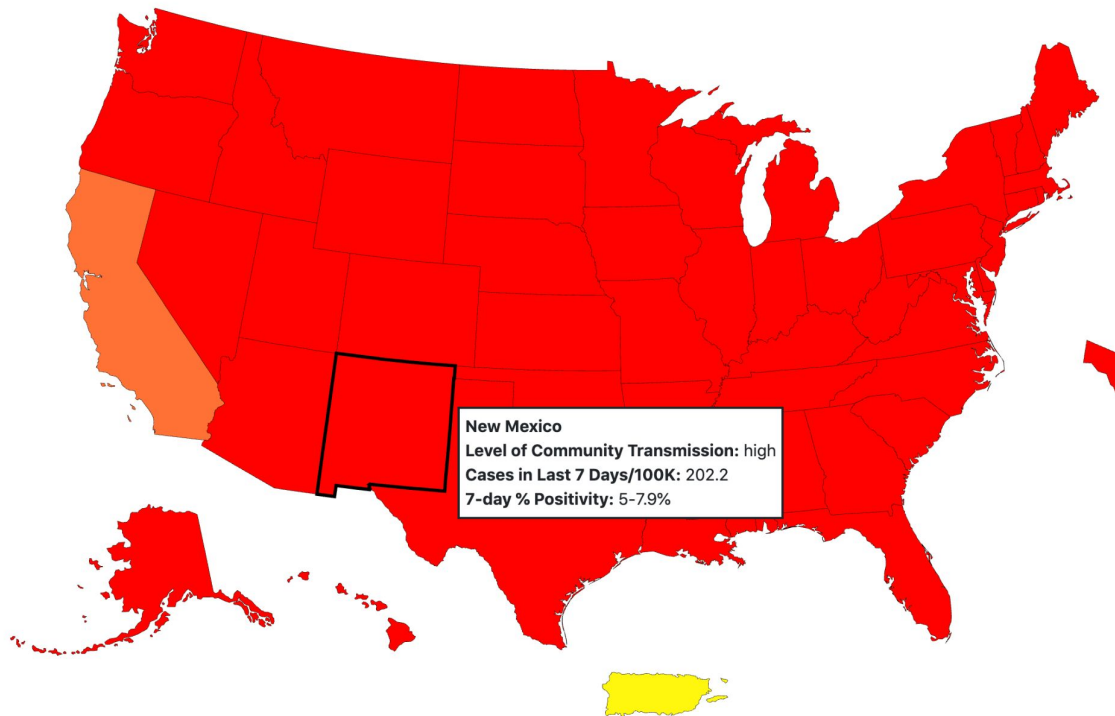 New Mexico
Level of Community Transmission: high
Cases in Last 7 Days/100K: 202.2
7-day % Positivity: 5-7.9%